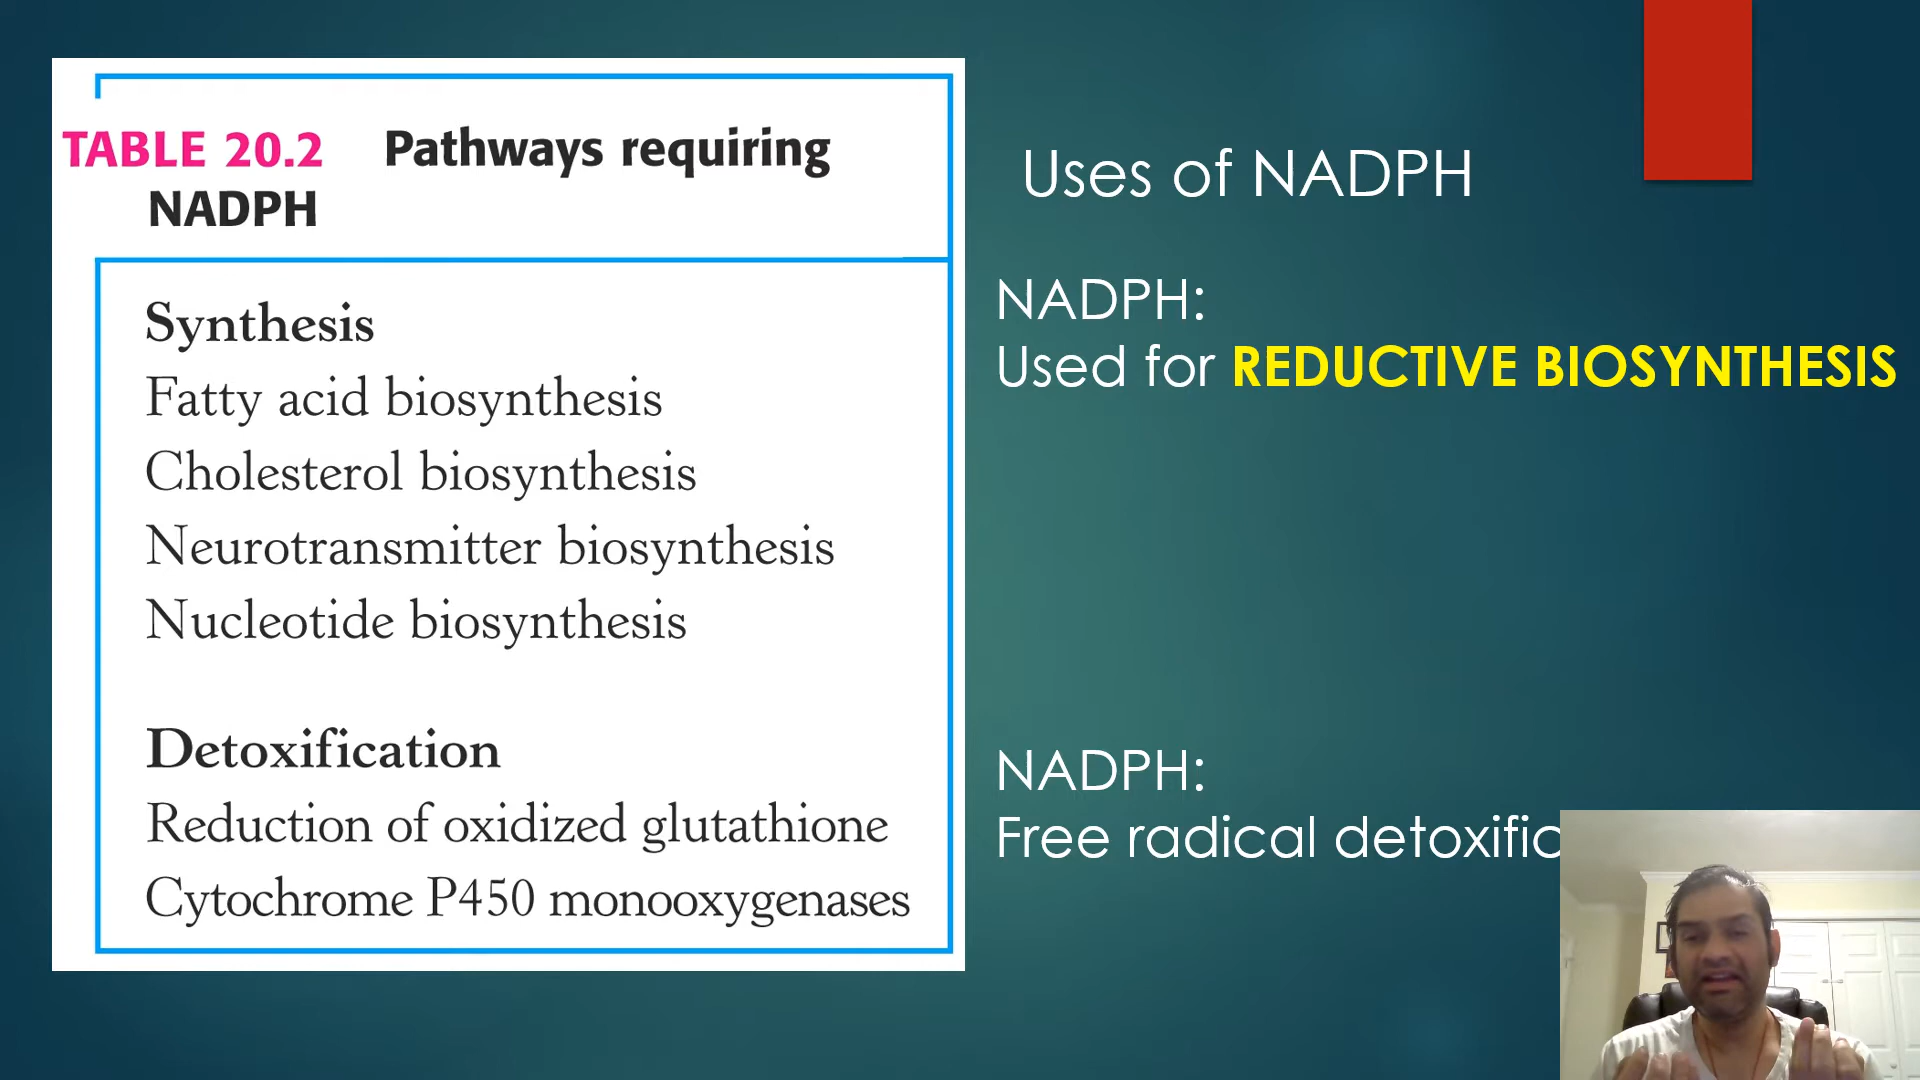 TABLE 20.2 Pathways requiring
NADPH
Synthesis
Fatty acid biosynthesis
Cholesterol biosynthesis
Neurotransmitter biosynthesis
Nucleotide biosynthesis
Detoxification
Reduction of oxidized glutathione
Cytochrome P450 monooxygenases
Uses of NADPH
NADPH:
Used for REDUCTIVE BIOSYNTHESIS
NADPH:
Free radical detoxific